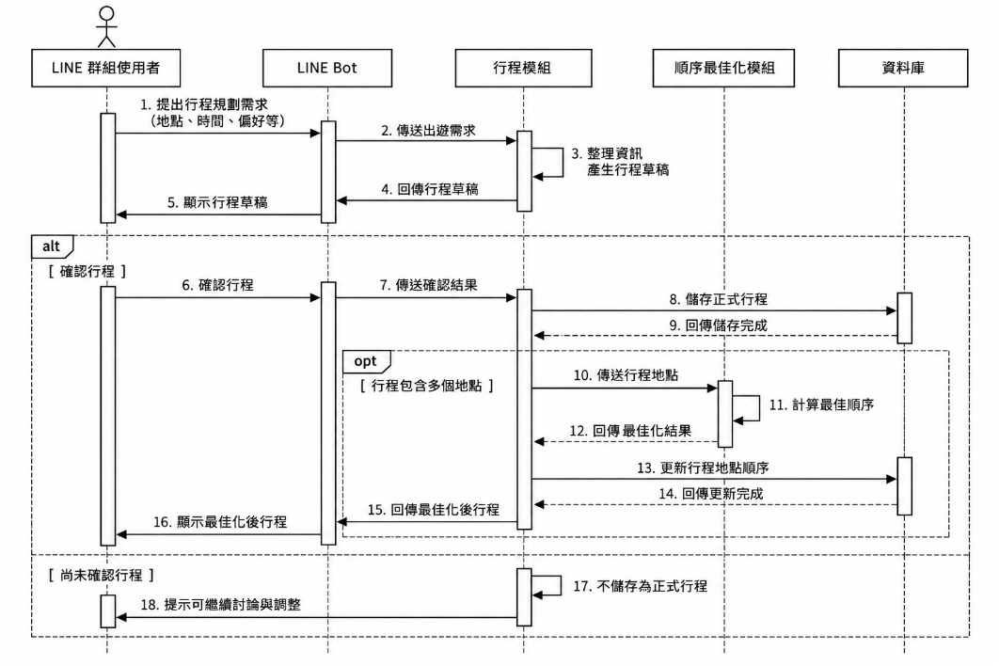 LINE 群組使用者
LINE Bot
行程模組
順序最佳化模組
資料庫
1. 提出行程規劃需求
（地點、時間、偏好等）
2. 傳送出遊需求
3. 整理資訊
產生行程草稿
4. 回傳行程草稿
5. 顯示行程草稿
alt
[ 確認行程 ]
6. 確認行程
7. 傳送確認結果
8. 儲存正式行程
9. 回傳儲存完成
opt
[ 行程包含多個地點 ]
10. 傳送行程地點
11. 計算最佳順序
12. 回傳最佳化結果
13. 更新行程地點順序
14. 回傳更新完成
15. 回傳最佳化後行程
16. 顯示最佳化後行程
[ 尚未確認行程 ]
17. 不儲存為正式行程
18. 提示可繼續討論與調整